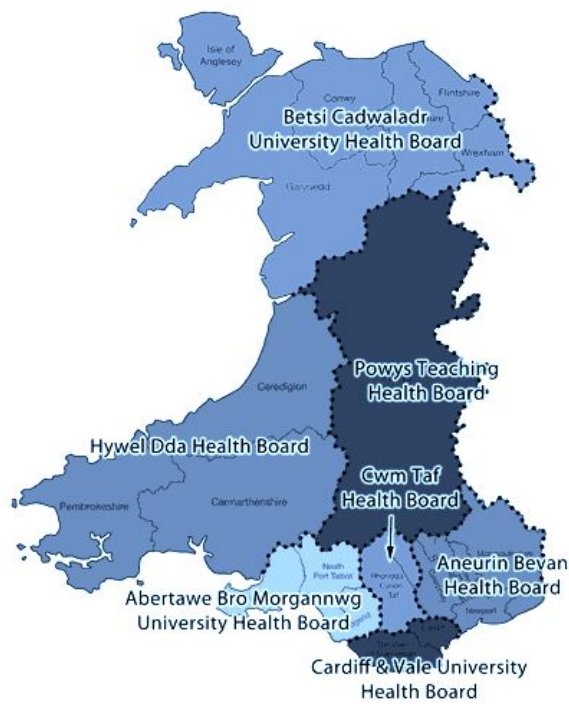 Isle of
Anglesey
Conwy
Flintshire
Betsi Cadwaladr
University Health Board
Wrexham
Gwynedd
Powys Teaching
Health Board
Ceredigion
Hywel Dda Health Board
Cwm Taf
Health Board
Carmarthenshire
Pembrokeshire
Neath
Port Talbot
Rhondda
Cynon
Taf
Aneurin Bevan
Health Board
Newport
Abertawe Bro Morgannwg
University Health Board
Cardiff & Vale University
Health Board